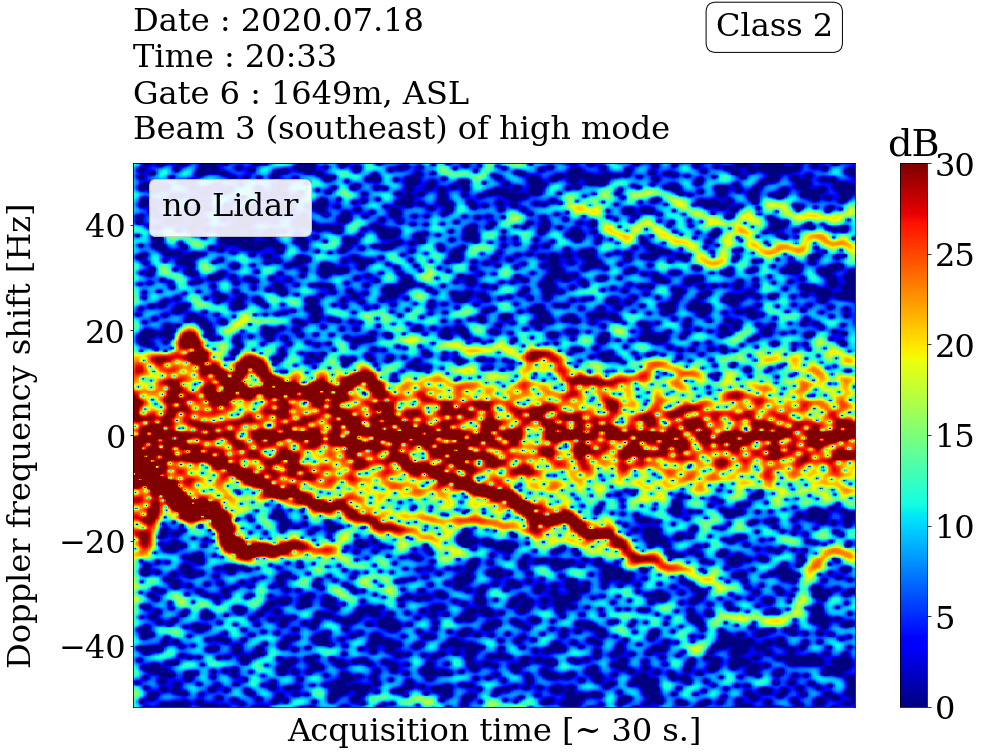 Date : 2020.07.18
Time : 20:33
Gate 6 : 1649m, ASL
Beam 3 (southeast) of high mode
Class 2
dB
no Lidar
Doppler frequency shift [Hz]
40
20
0
−20
−40
30
25
20
15
10
5
0
Acquisition time [~ 30 s.]